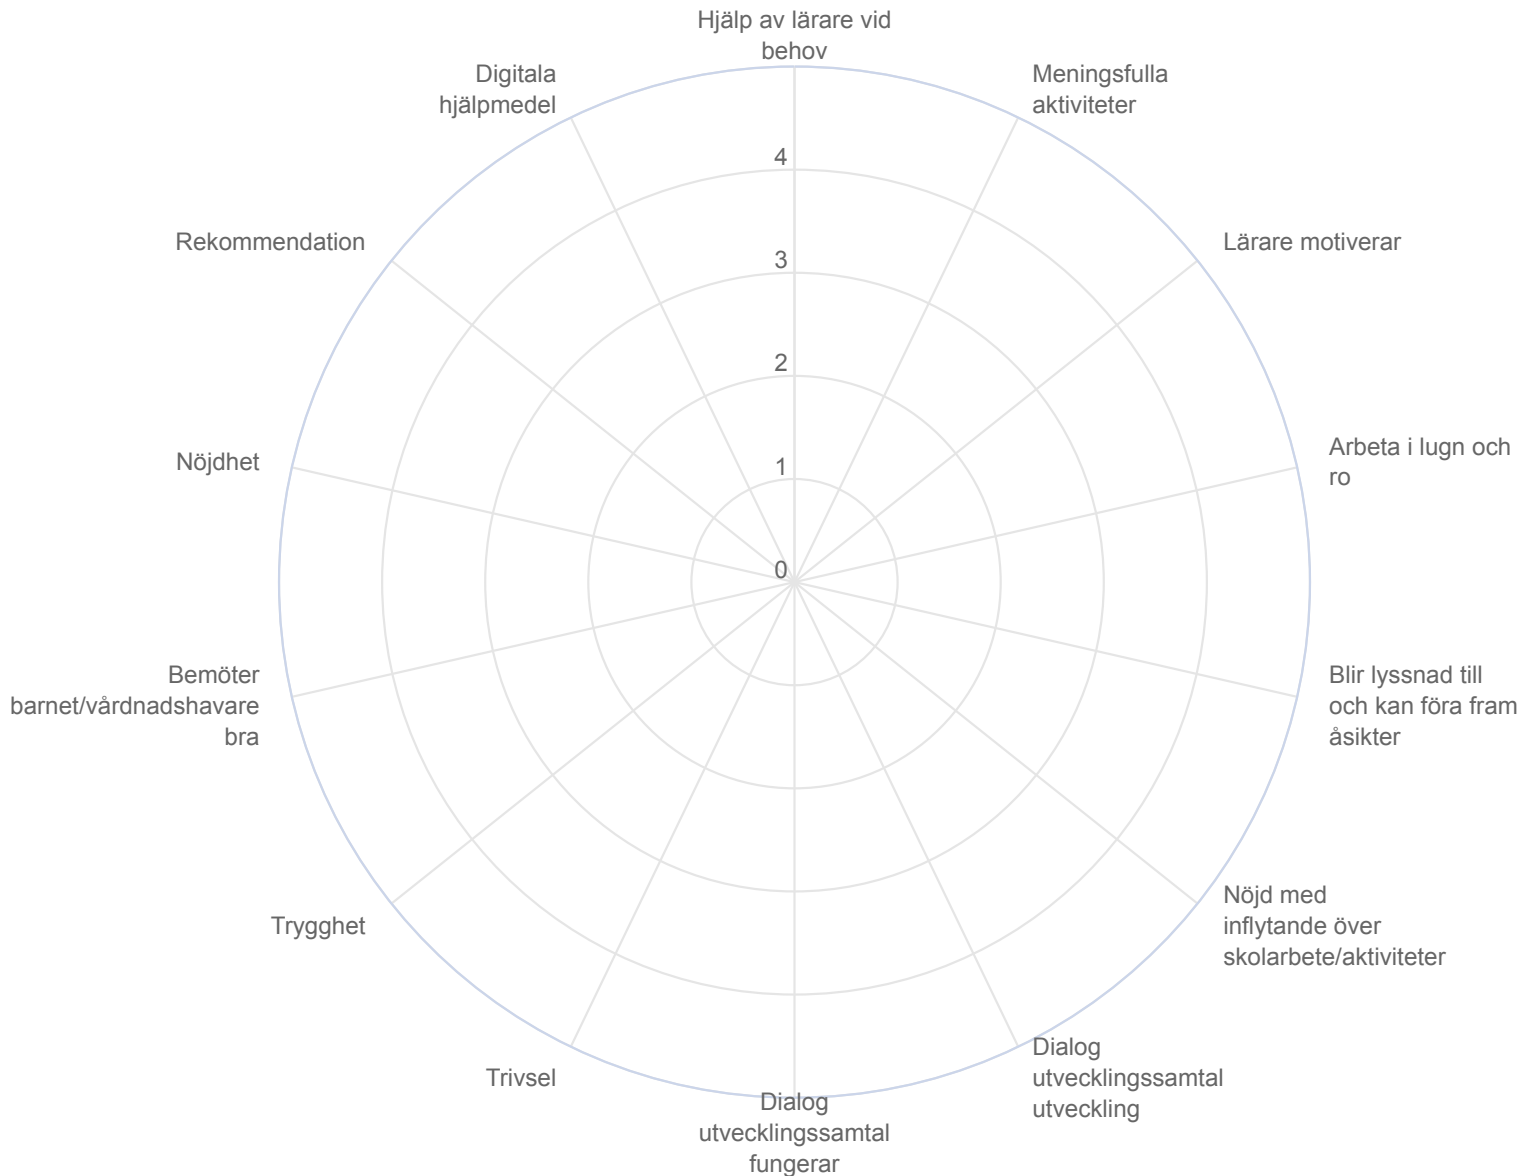 Hjälp av lärare vid
behov
Meningsfulla
aktiviteter
Lärare motiverar
Arbeta i lugn och
ro
Blir lyssnad till
och kan föra fram
åsikter
Nöjd med
inflytande över
skolarbete/aktiviteter
Dialog
utvecklingssamtal
utveckling
Dialog
utvecklingssamtal
fungerar
Trivsel
Trygghet
Bemöter
barnet/vårdnadshavare
bra
Nöjdhet
Rekommendation
Digitala
hjälpmedel
4
3
2
1
0